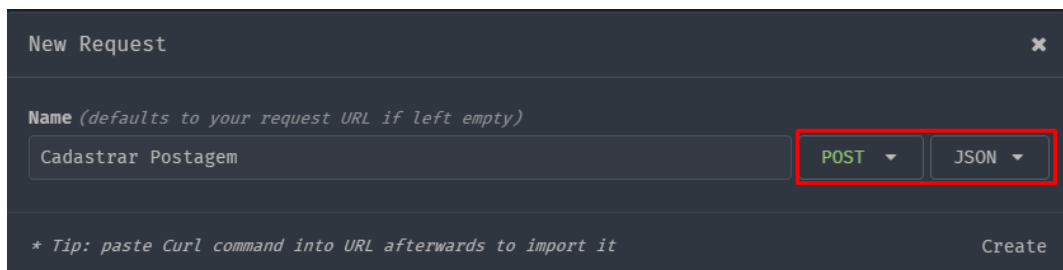 New Request
Name (defaults to your request URL if left empty)
Cadastrar Postagem POST JSON
* Tip: paste Curl command into URL afterwards to import it Create